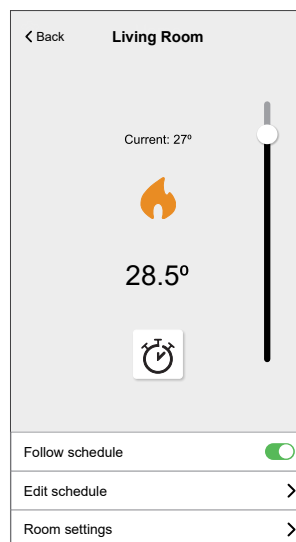 Back
Living Room
Current: 27º
28.5º
Follow schedule
Edit schedule
Room settings